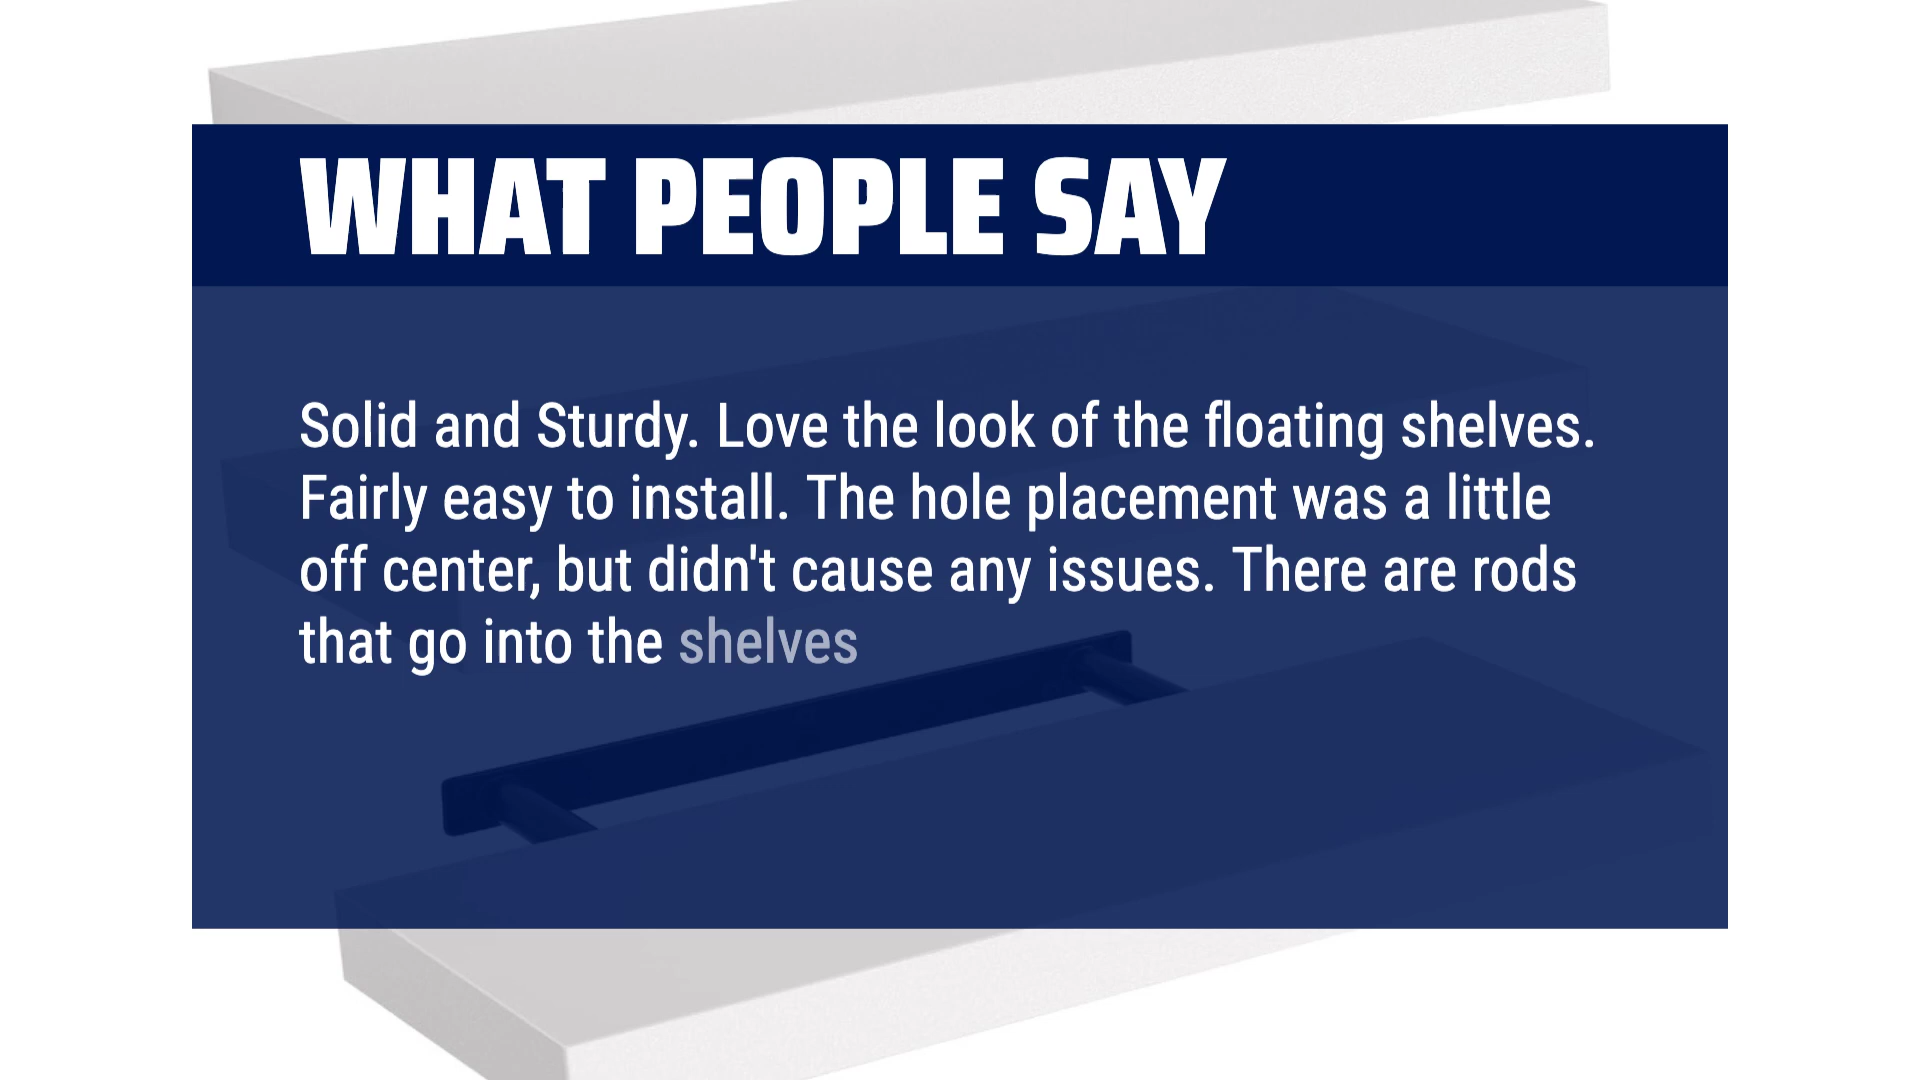 WHAT PEOPLE SAY
Solid and Sturdy. Love the look of the floating shelves.
Fairly easy to install. The hole placement was a little
off center, but didn't cause any issues. There are rods
that go into the shelves